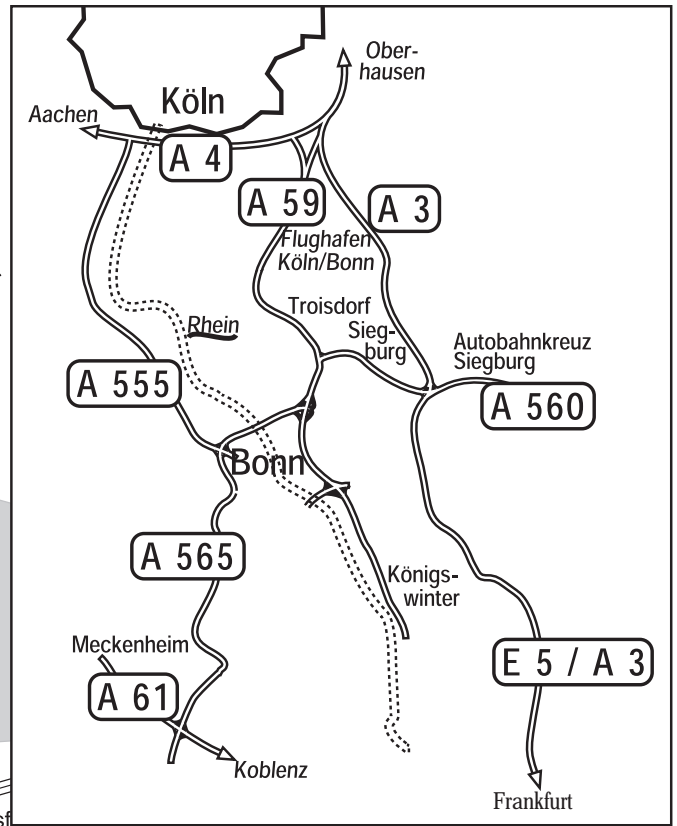 Ober-
hausen
Köln
Aachen
A 4
A 59
A 3
Flughafen
Köln/Bonn
Troisdorf
Sieg-
burg
Rhein
Autobahnkreuz
Siegburg
A 555
A 560
Bonn
A 565
Königs-
winter
Meckenheim
E 5 / A 3
A 61
Koblenz
Frankfurt